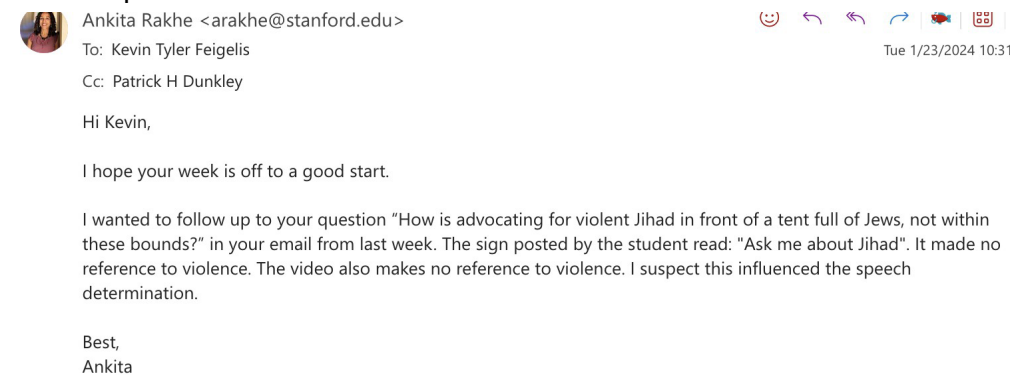 Ankita Rakhe <arakhe@stanford.edu>
To: Kevin Tyler Feigelis
Tue 1/23/2024 10:31
Cc: Patrick H Dunkley
Hi Kevin,
I hope your week is off to a good start.
I wanted to follow up to your question “How is advocating for violent Jihad in front of a tent full of Jews, not within
these bounds?” in your email from last week. The sign posted by the student read: "Ask me about Jihad". It made no
reference to violence. The video also makes no reference to violence. I suspect this influenced the speech
determination.
Best,
Ankita